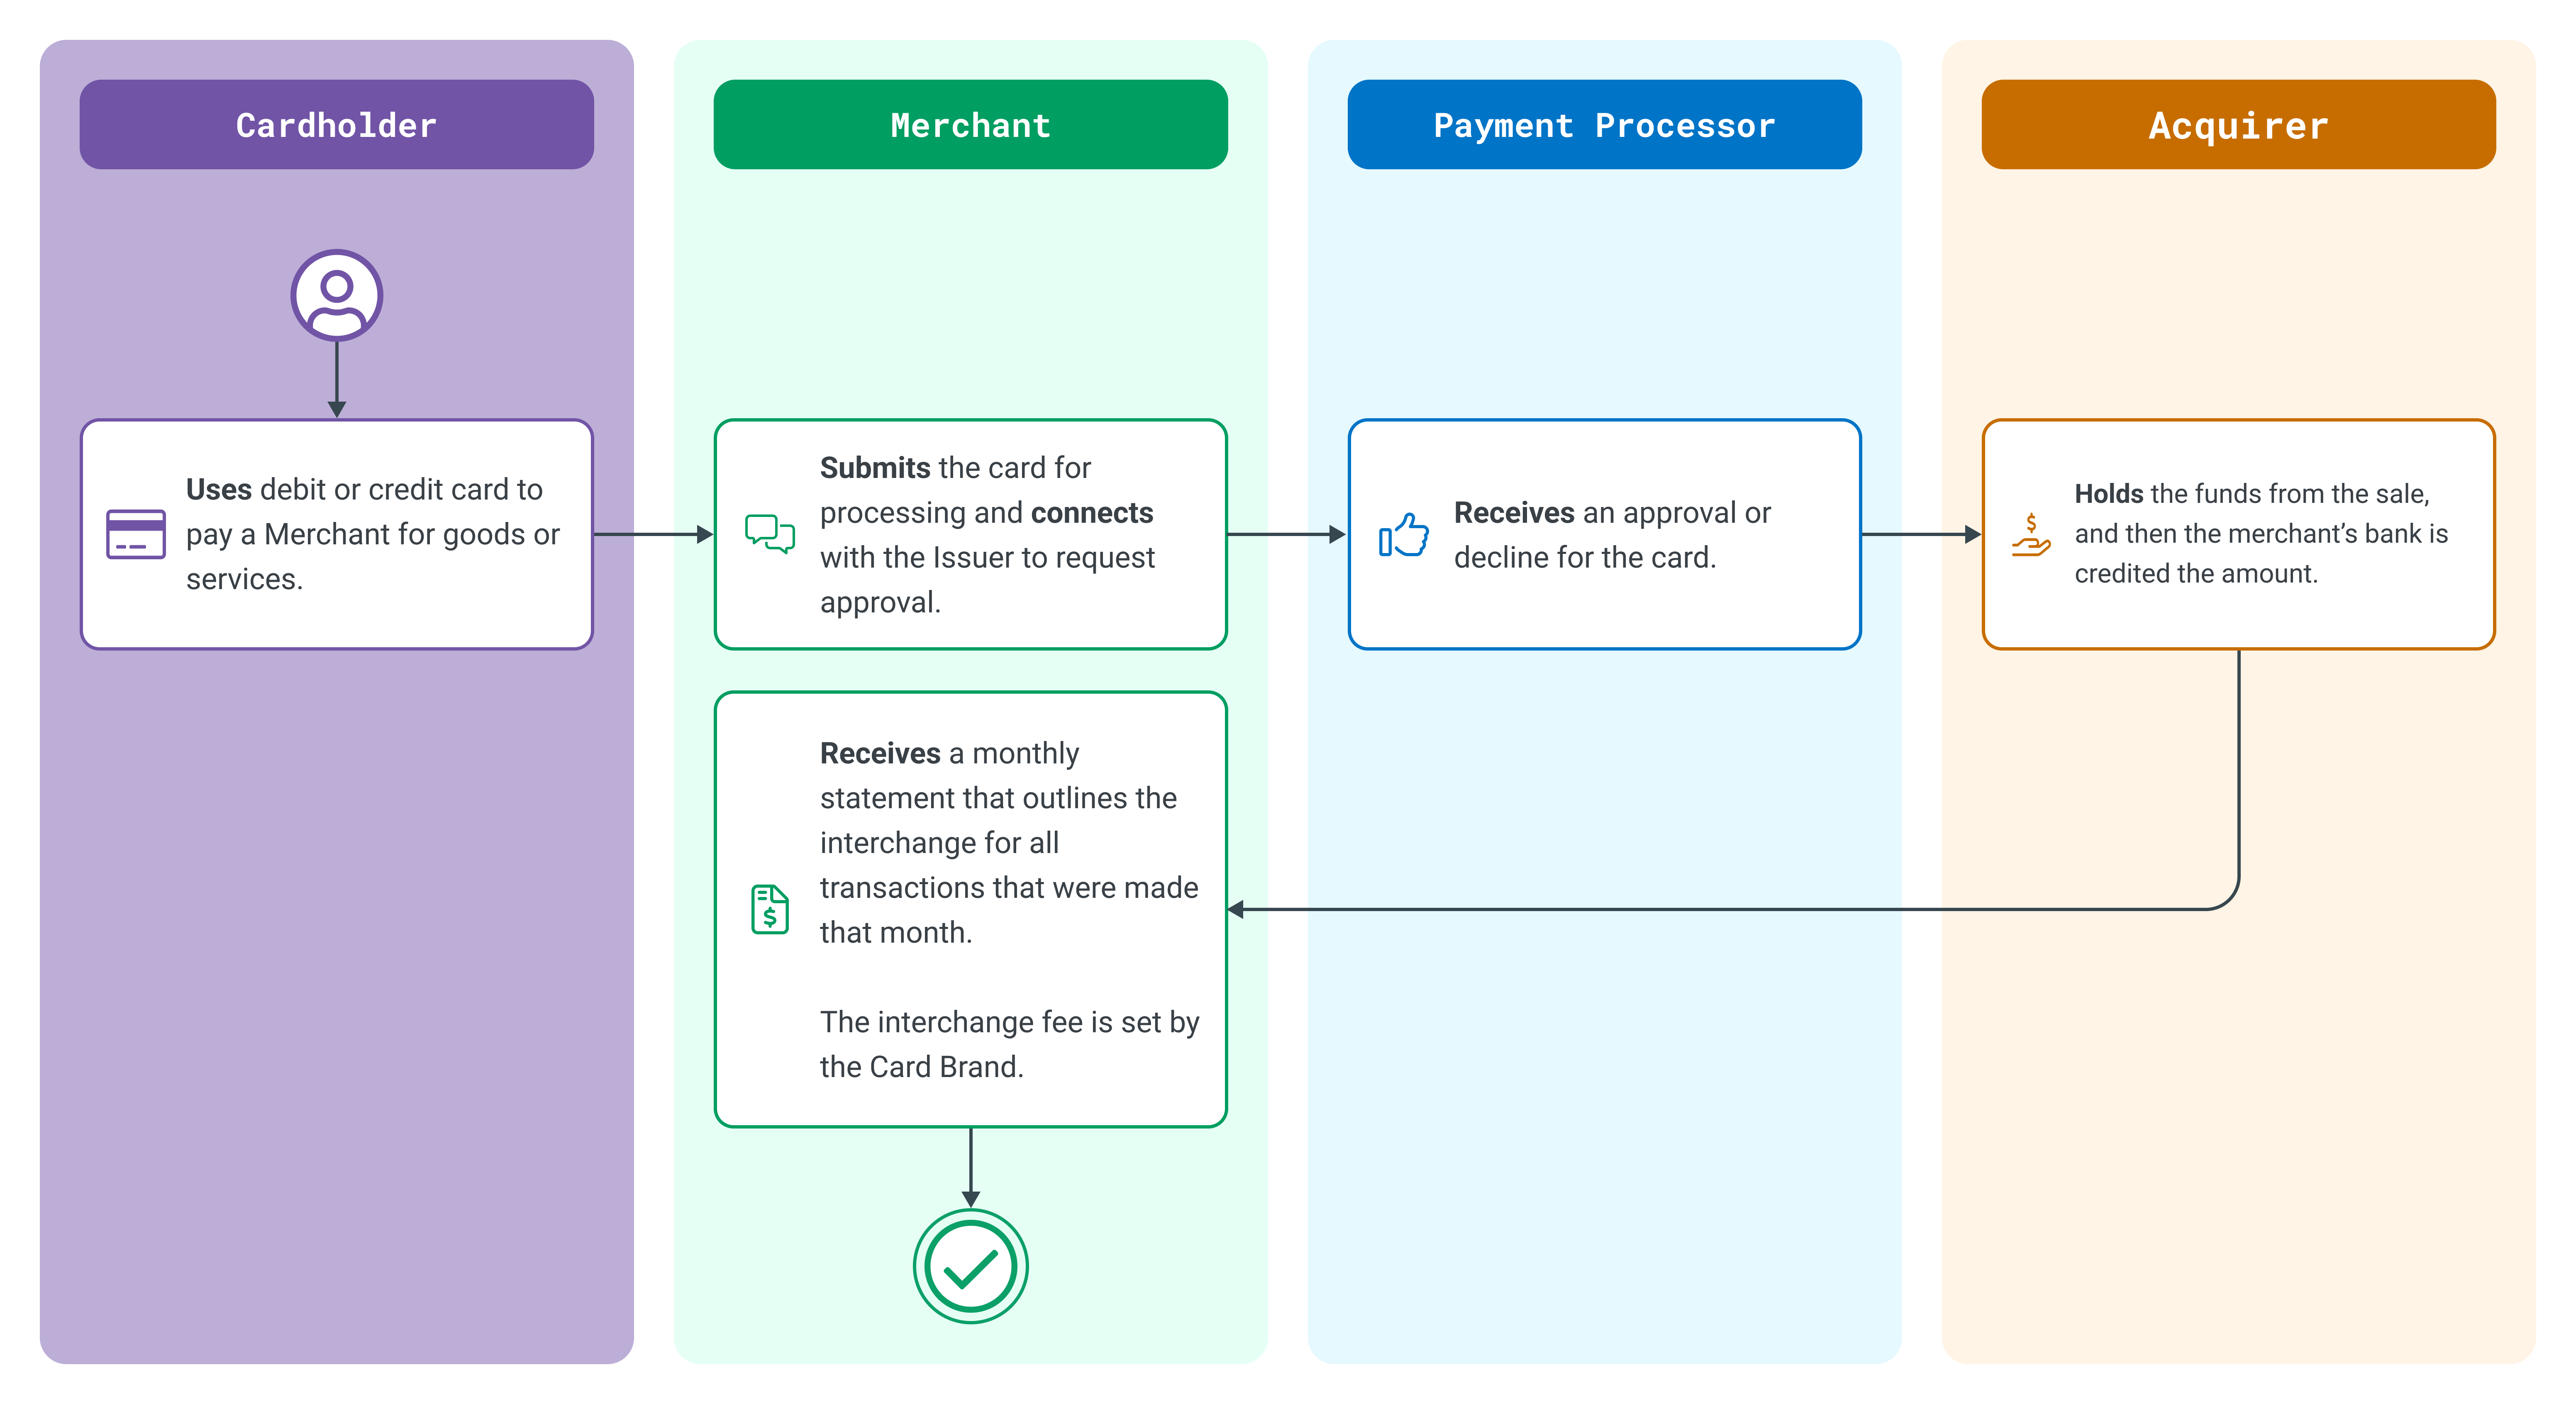 Cardholder
Merchant
Payment Processor
Acquirer
Uses debit or credit card to
pay a Merchant for goods or
services.
Submits the card for
processing and connects
with the Issuer to request
approval.
Receives an approval or
decline for the card.
Holds the funds from the sale,
and then the merchant’s bank is
credited the amount.
Receives a monthly
statement that outlines the
interchange for all
transactions that were made
that month.
The interchange fee is set by
the Card Brand.